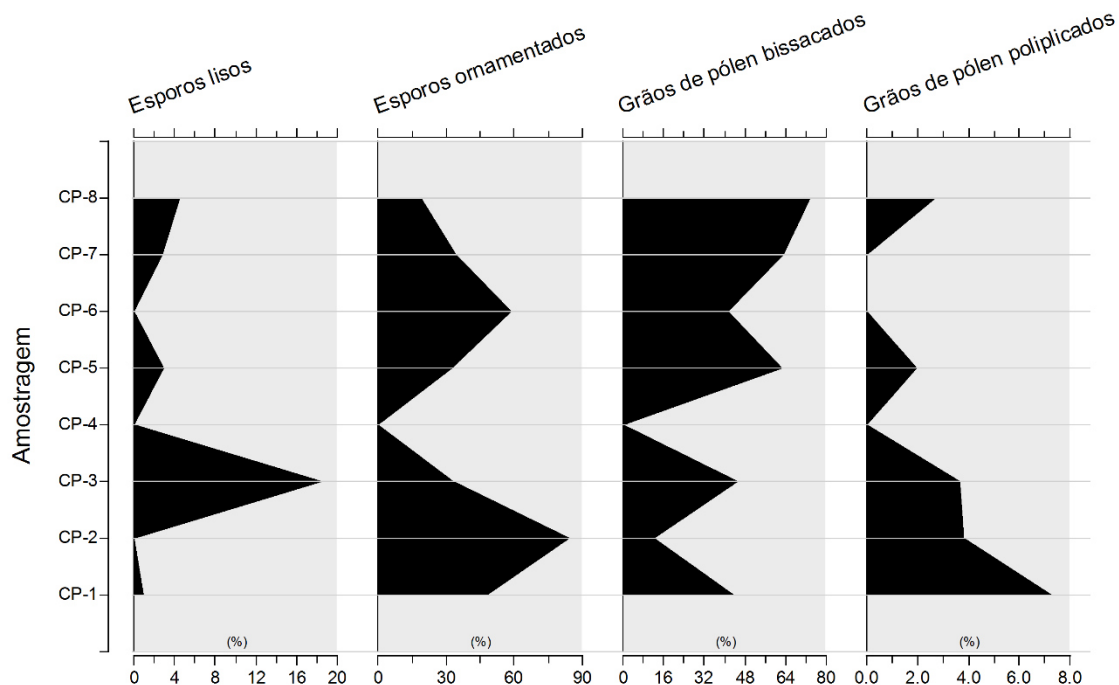 Esporos lisos
Esporos ornamentados
Grãos de pólen bissacados
Grãos de pólen poliplicados
Amostragem
CP-8
CP-7
CP-6
CP-5
CP-4
CP-3
CP-2
CP-1
(%) (%) (%) (%)
0 4 8 12 16 20 0 30 60 90 0 16 32 48 64 80 0.0 2.0 4.0 6.0 8.0